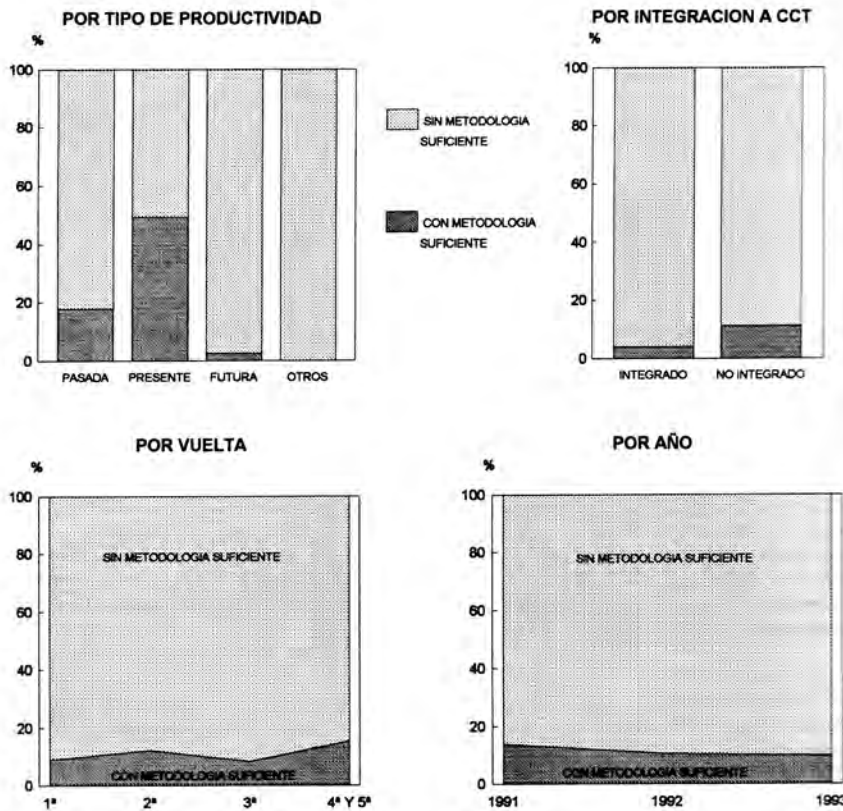 POR TIPO DE PRODUCTIVIDAD
%
100
80
60
40
20
0
PASADA PRESENTE FUTURA OTROS
SIN METODOLOGIA
SUFICIENTE
CON METODOLOGIA
SUFICIENTE
POR INTEGRACION A CCT
%
100
80
60
40
20
0
INTEGRADO NO INTEGRADO
POR VUELTA
%
100
80
60
40
20
0
SIN METODOLOGIA SUFICIENTE
CON METODOLOGIA SUFICIENTE
1ª 2ª 3ª 4ª Y 5ª
POR AÑO
%
100
80
60
40
20
0
SIN METODOLOGIA SUFICIENTE
CON METODOLOGIA SUFICIENTE
1991 1992 1993